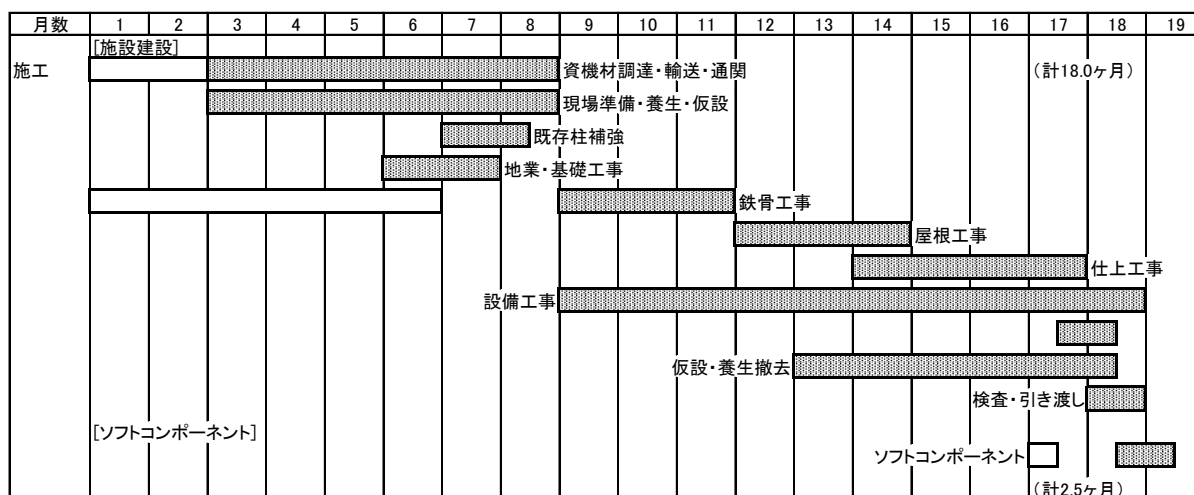 月数 1 2 3 4 5 6 7 8 9 10 11 12 13 14 15 16 17 18 19
[施設建設]
施工 資機材調達・輸送・通関 (計18.0ヶ月)
現場準備・養生・仮設
既存柱補強
地業・基礎工事
鉄骨工事
屋根工事
仕上工事
設備工事
仮設・養生撤去
検査・引き渡し
[ソフトコンポーネント]
ソフトコンポーネント
(計2.5ヶ月)